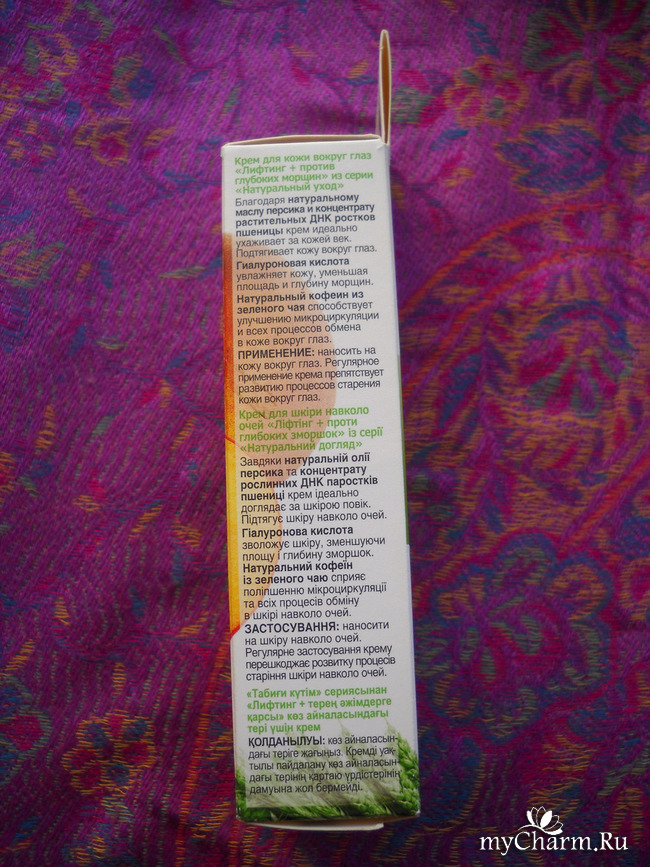 Крем для кожи вокруг глаз
«Лифтинг + против
глубоких морщин» из серии
«Натуральный уход»
Благодаря натуральному
маслу персика и концентрату
растительных ДНК ростков
пшеницы крем идеально
ухаживает за кожей век.
Подтягивает кожу вокруг глаз.
Гиалуроновая кислота
увлажняет кожу, уменьшая
площадь и глубину морщин.
Натуральный кофеин из
зеленого чая способствует
улучшению микроциркуляции
и всех процессов обмена
в коже вокруг глаз.
ПРИМЕНЕНИЕ: наносить на
кожу вокруг глаз. Регулярное
применение крема препятствует
развитию процессов старения
кожи вокруг глаз.
Крем для шкіри навколо
очей «Ліфтінг + проти
глибоких зморшок» із серії
«Натуральний догляд»
Завдяки натуральній олії
персика та концентрату
рослинних ДНК паростків
пшениці крем ідеально
доглядає за шкірою повік.
Підтягує шкіру навколо очей.
Гіалуронова кислота
зволожує шкіру, зменшуючи
площу і глибину зморшок.
Натуральний кофеїн
із зеленого чаю сприяє
поліпшенню мікроциркуляції
та всіх процесів обміну
в шкірі навколо очей.
ЗАСТОСУВАННЯ: наносити
на шкіру навколо очей.
Регулярне застосування крему
перешкоджає розвитку процесів
старіння шкіри навколо очей.
«Табиғи күтім» сериясынан
«Лифтинг + терең әжімдерге
қарсы» көз айналасындағы
тері үшін крем
ҚОЛДАНЫЛУЫ: көз айналасын-
дағы теріге жағыңыз. Кремді уақ-
тылы пайдалану көз айналасын-
дағы терінің қартаю үрдістерінің
дамуына жол бермейді.
myCharm.Ru